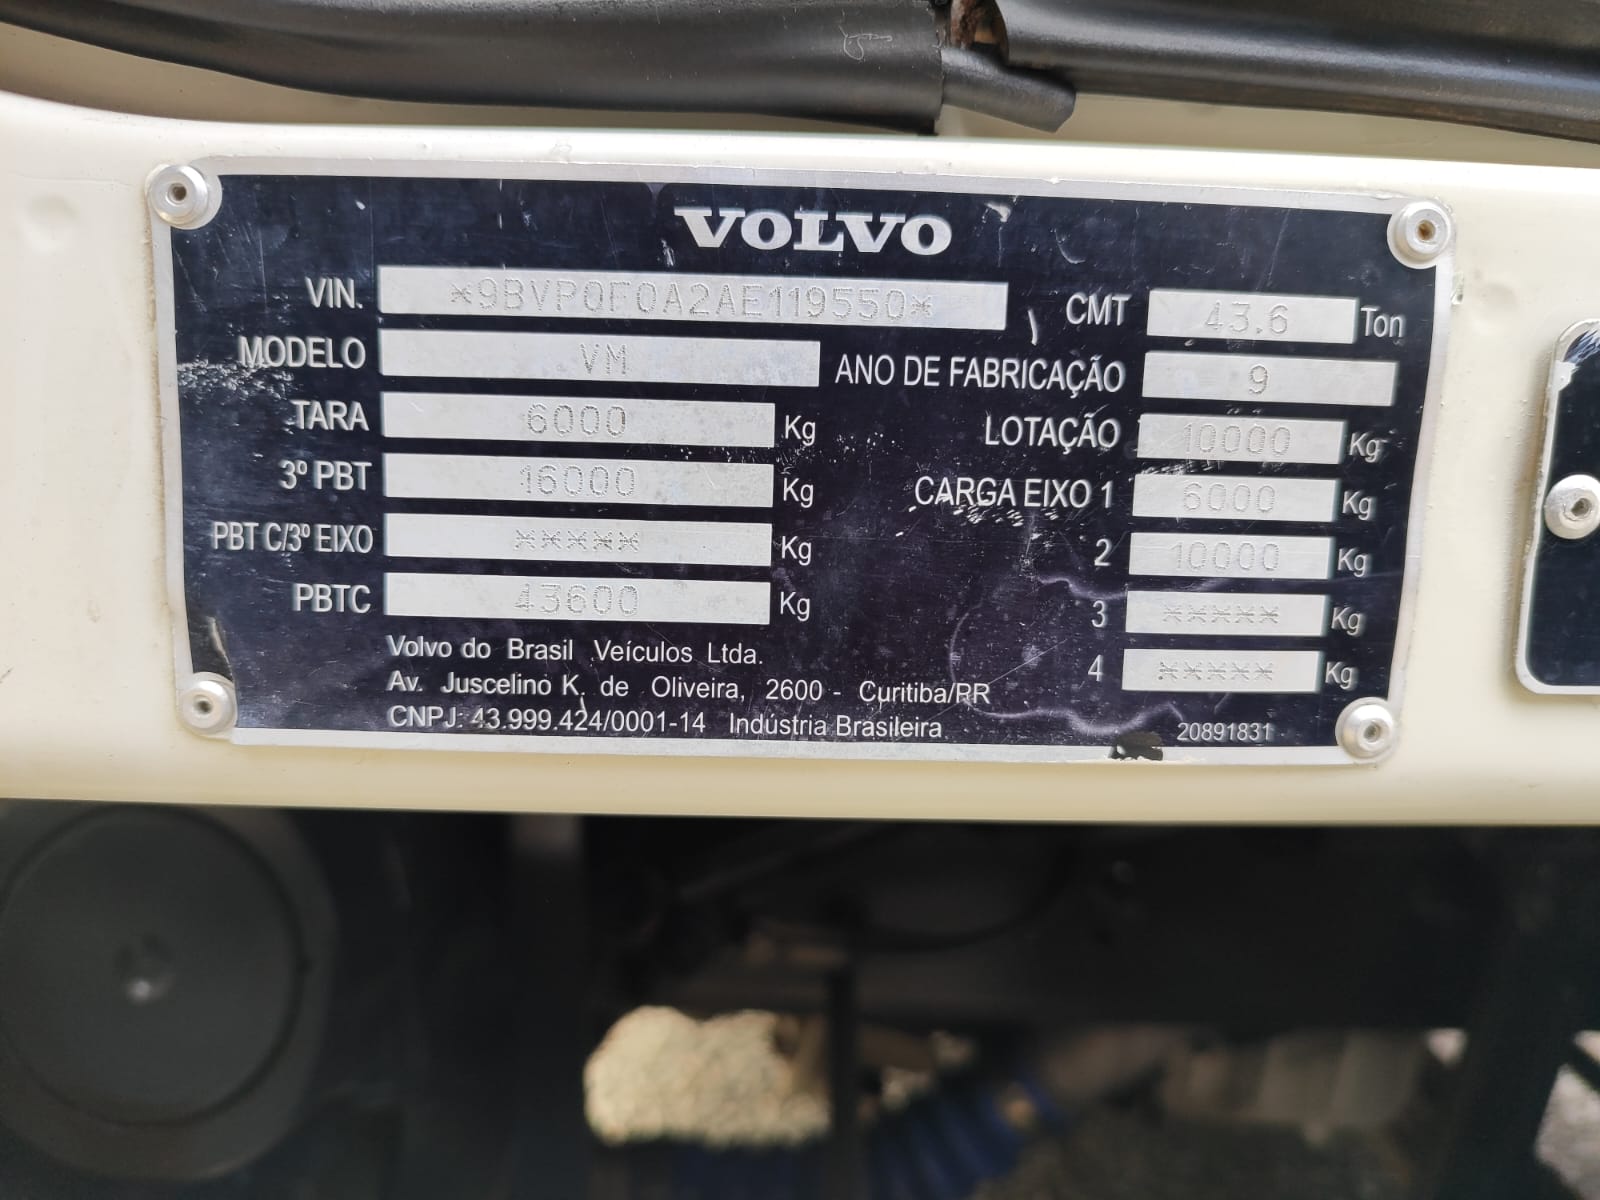 VOLVO
VIN. *9BVP0F0A2AE119550* CMT 43.6 Ton
MODELO VM ANO DE FABRICAÇÃO 9
TARA 6000 Kg LOTAÇÃO 10000 Kg
3º PBT 16000 Kg CARGA EIXO 1 6000 Kg
PBT C/3º EIXO ***** Kg 2 10000 Kg
PBTC 43600 Kg 3 ***** Kg
4 ***** Kg
Volvo do Brasil Veículos Ltda.
Av. Juscelino K. de Oliveira, 2600 - Curitiba/PR
CNPJ: 43.999.424/0001-14 Indústria Brasileira
20891831